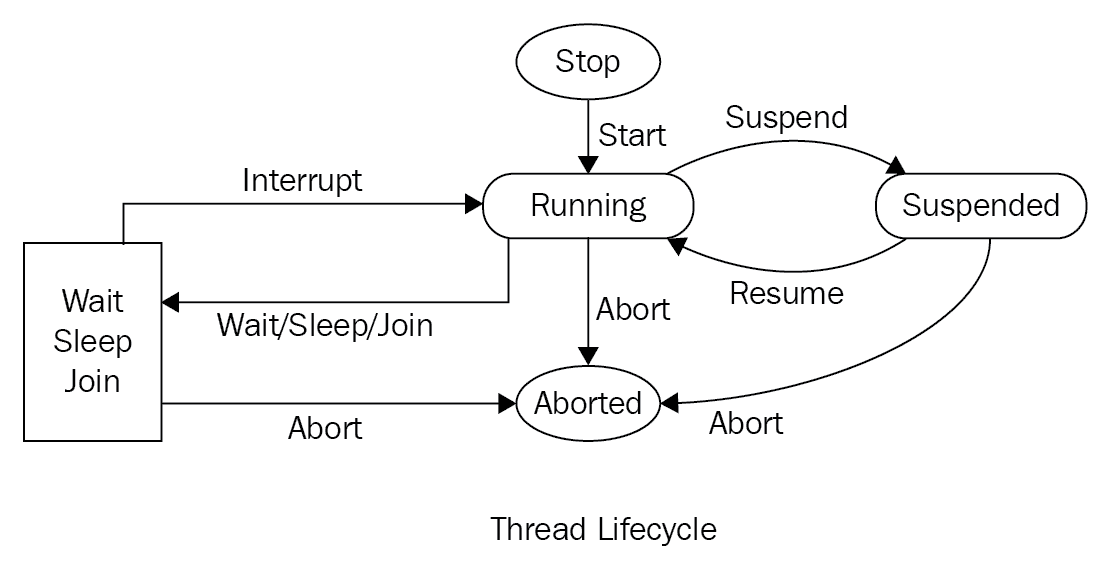 Stop
Start
Suspend
Interrupt
Running
Suspended
Resume
Wait
Sleep
Join
Wait/Sleep/Join
Abort
Aborted
Abort
Abort
Thread Lifecycle